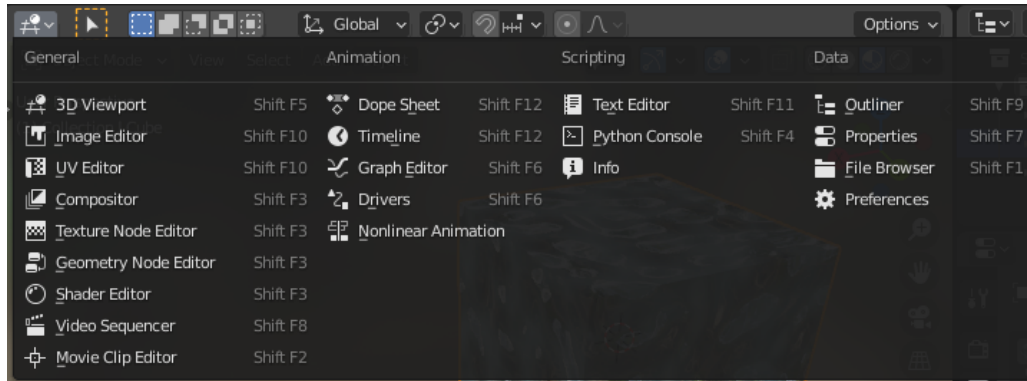 Global Options
General
3D Viewport Shift F5
Image Editor Shift F10
UV Editor Shift F10
Compositor Shift F3
Texture Node Editor Shift F3
Geometry Node Editor Shift F3
Shader Editor Shift F3
Video Sequencer Shift F8
Movie Clip Editor Shift F2
Animation
Dope Sheet Shift F12
Timeline Shift F12
Graph Editor Shift F6
Drivers Shift F6
Nonlinear Animation
Scripting
Text Editor Shift F11
Python Console Shift F4
Info
Data
Outliner Shift F9
Properties Shift F7
File Browser Shift F1
Preferences